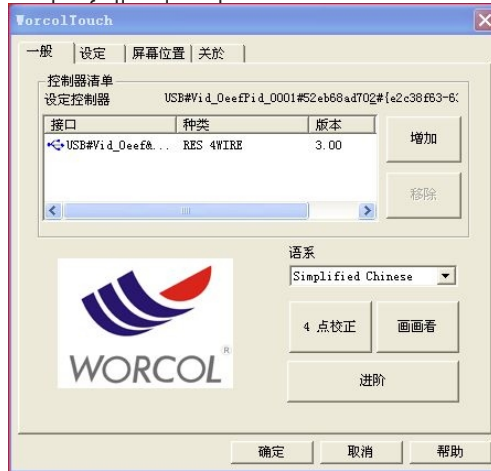 WorcolTouch
一般 设定 屏幕位置 关於
控制器清单
设定控制器 USB#Vid_0eefPid_0001#52eb68ad702#{e2c38f63-6
接口 种类 版本
USB#Vid_0eef&... RES 4WIRE 3.00
增加
移除
语系
Simplified Chinese
4 点校正 画画看
进阶
WORCOL®
确定 取消 帮助